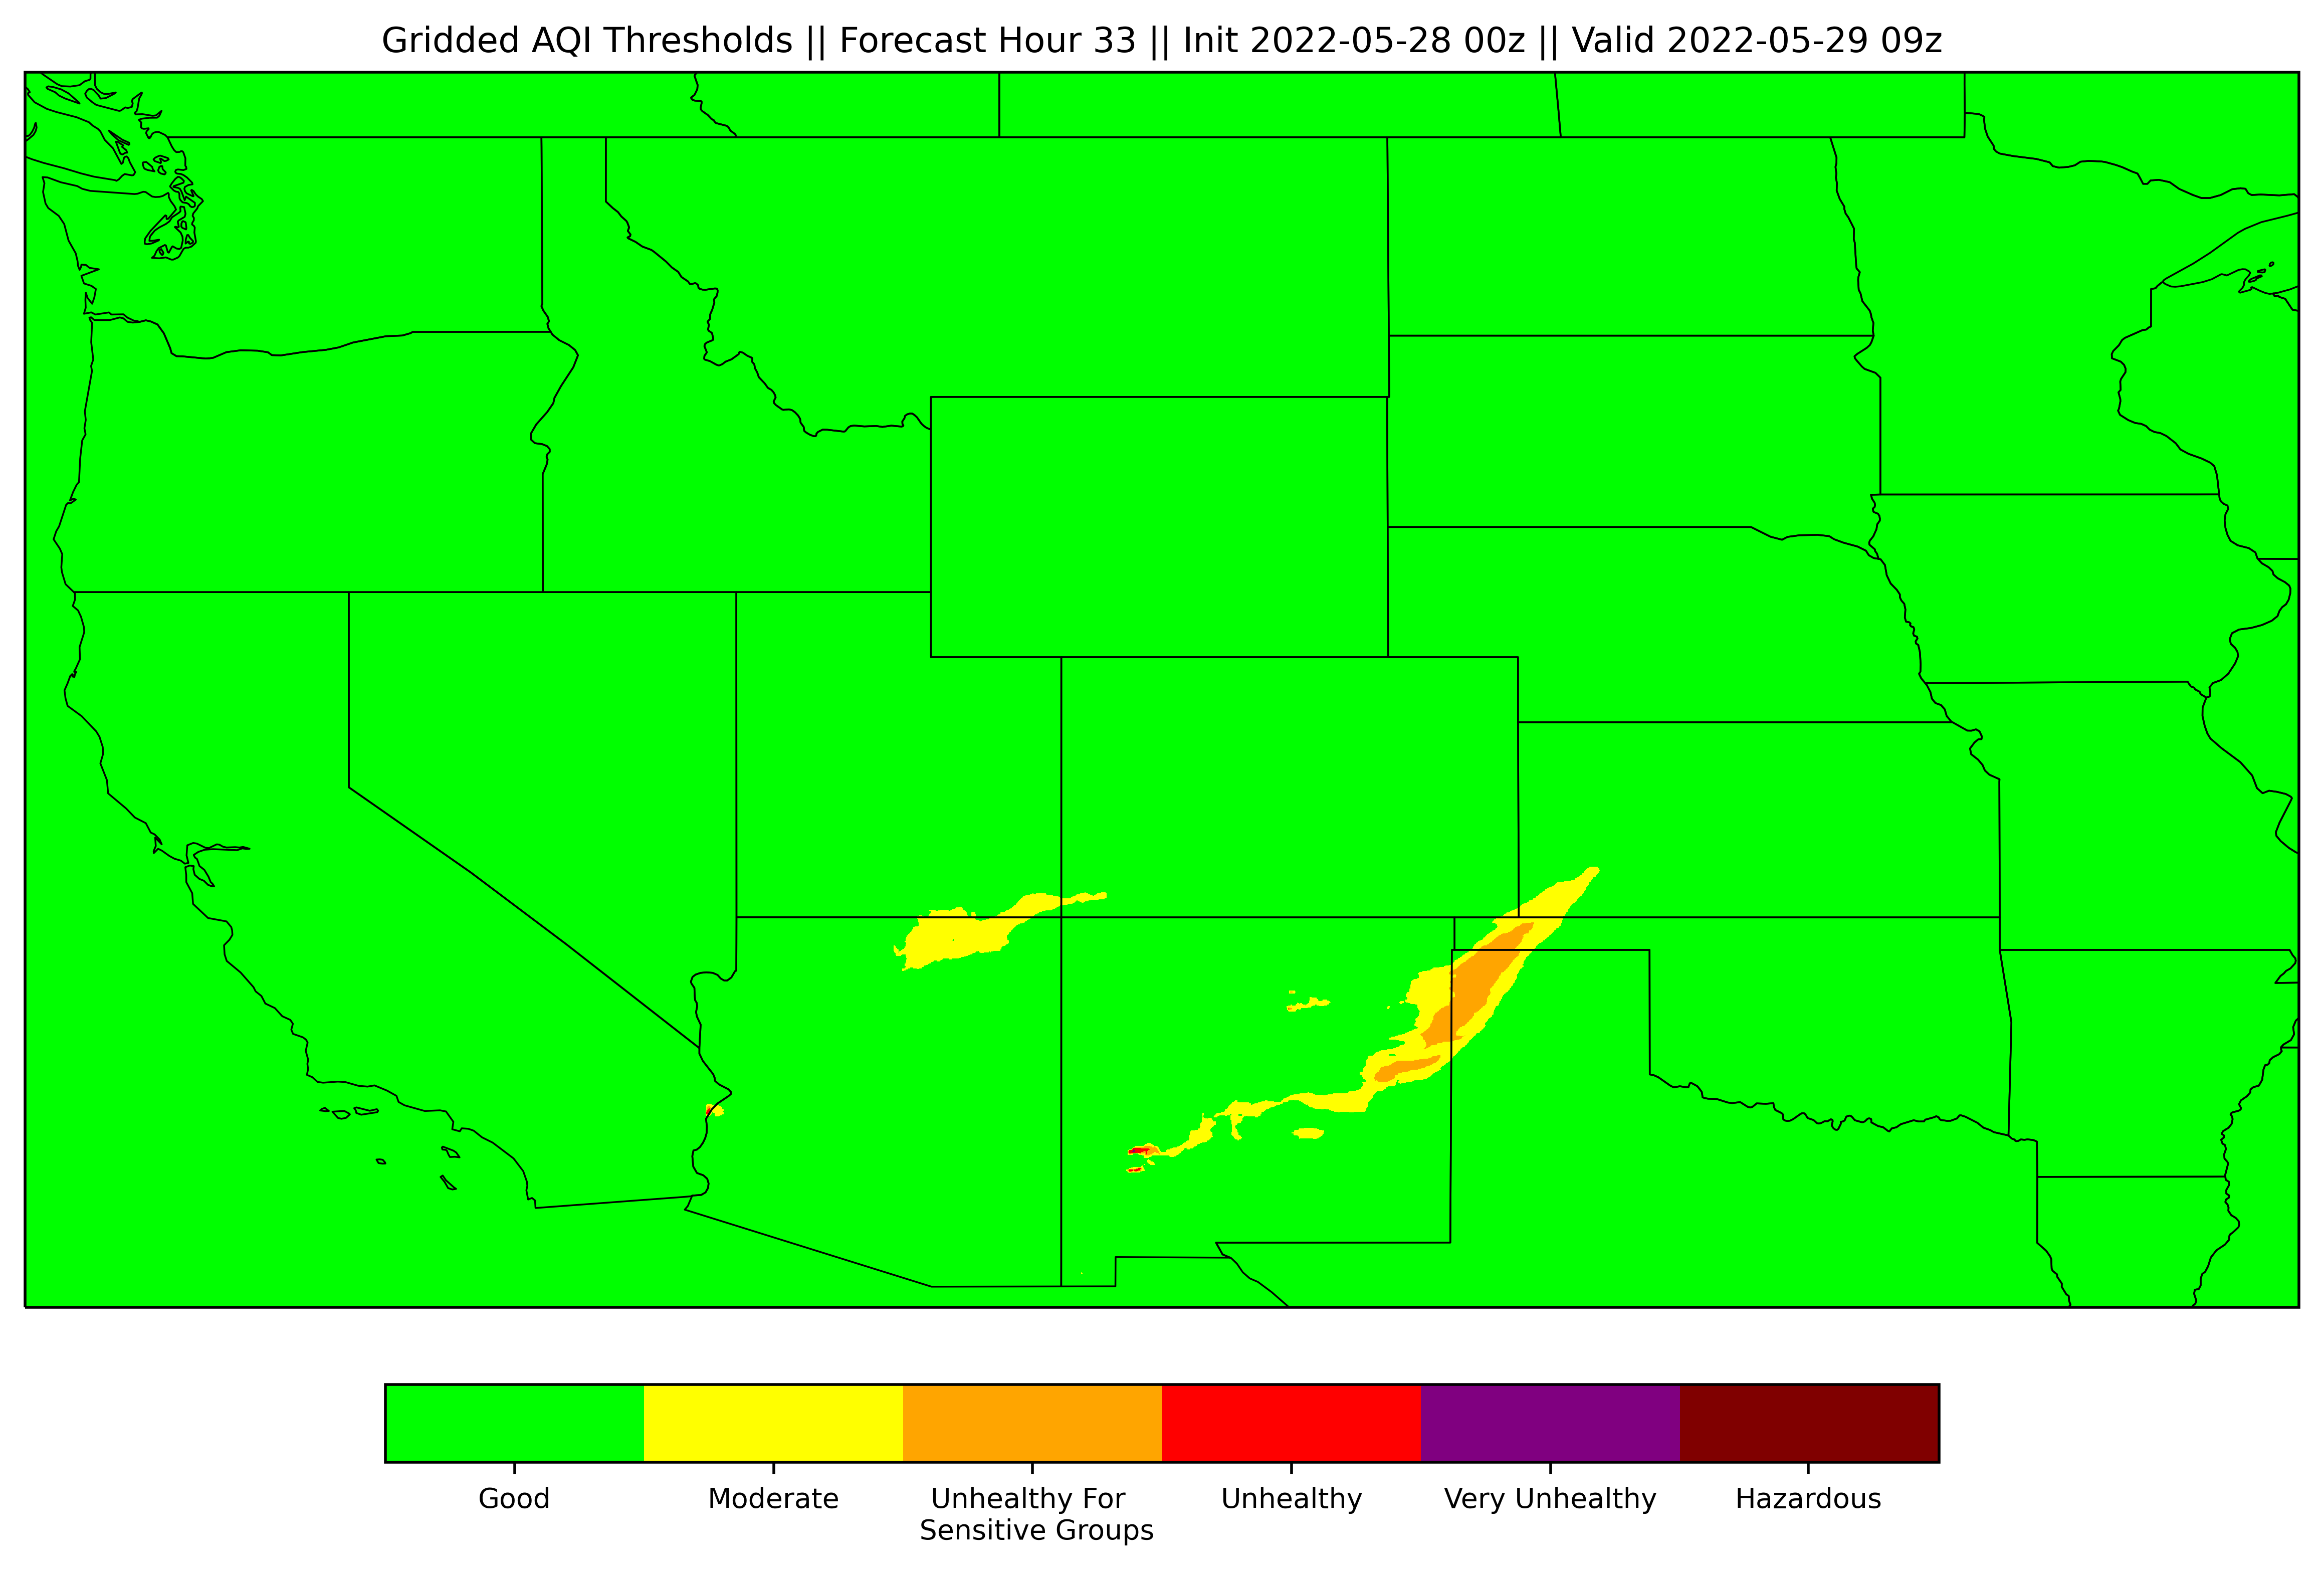 Gridded AQI Thresholds || Forecast Hour 33 || Init 2022-05-28 00z || Valid 2022-05-29 09z
Good
Moderate
Unhealthy For
Sensitive Groups
Unhealthy
Very Unhealthy
Hazardous